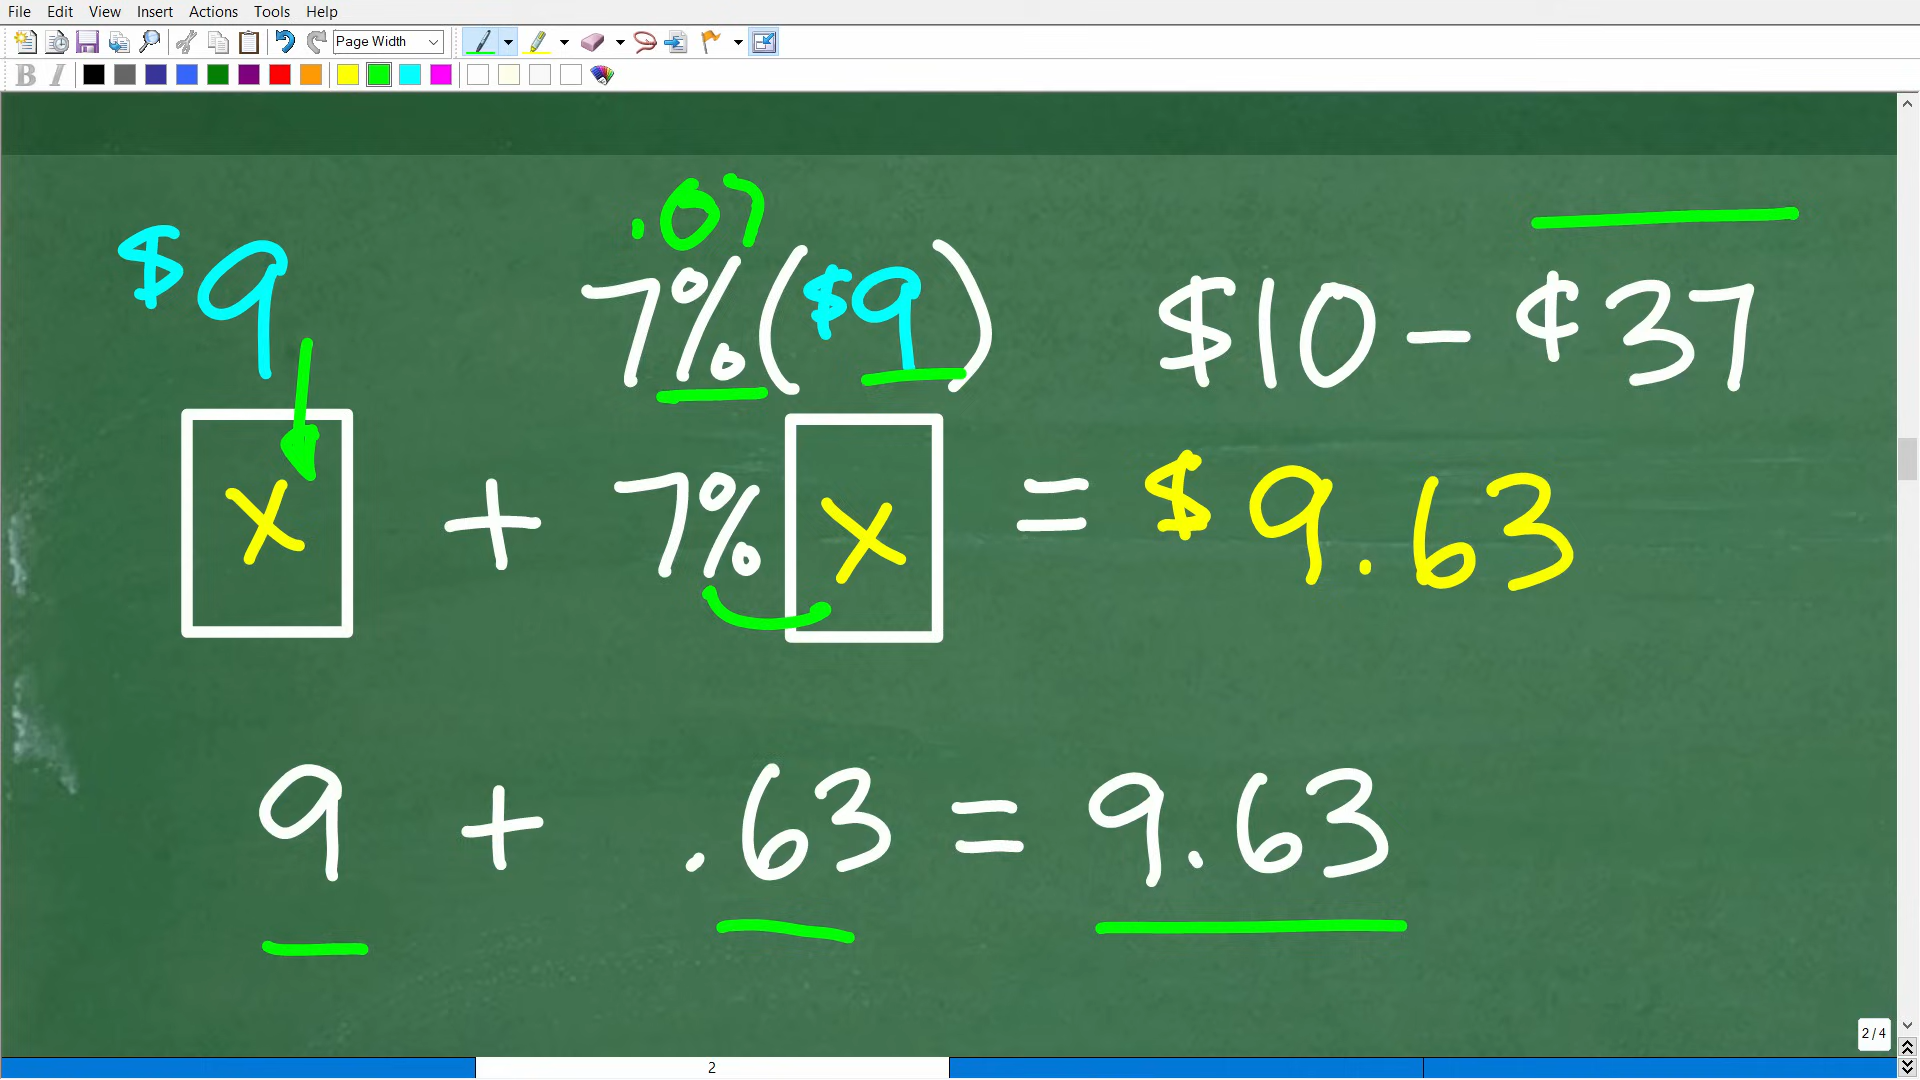 File Edit View Insert Actions Tools Help
Page Width
B I
.07
$9 7%($9) $10 - ¢37
x + 7% x = $9.63
9 + .63 = 9.63
2/4
2